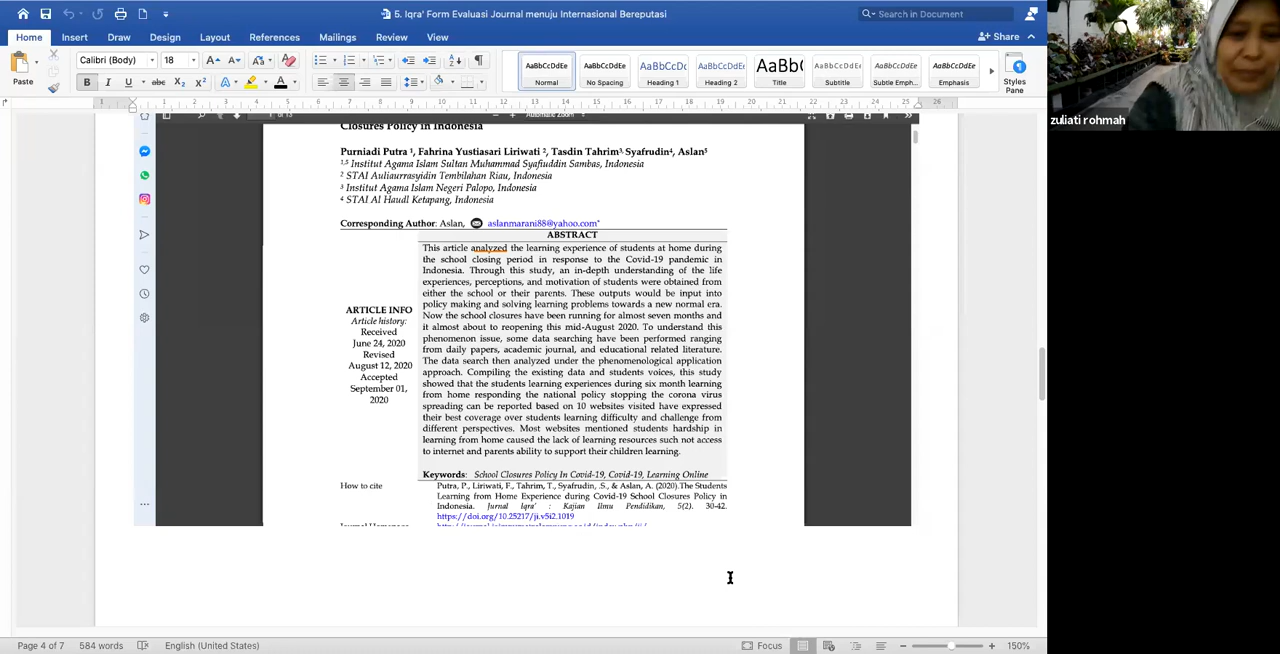 5. Iqra' Form Evaluasi Journal menuju Internasional Bereputasi
Search in Document
Home Insert Draw Design Layout References Mailings Review View
Share
Paste
Calibri (Body) 18
AaBbCcDdEe AaBbCcDdEe AaBbCcDc AaBbCcDdEe AaBbC AaBbCcDdEe AaBbCcDdEe AaBbCcDdEe
Normal No Spacing Heading 1 Heading 2 Title Subtitle Subtle Emph... Emphasis
Styles
Pane
zuliati rohmah
Automatic Zoom
Closures Policy in Indonesia
Purniadi Putra ¹, Fahrina Yustiasari Liriwati ², Tasdin Tahrim³, Syafrudin⁴, Aslan⁵
¹,⁵ Institut Agama Islam Sultan Muhammad Syafiuddin Sambas, Indonesia
² STAI Auliaurrasyidin Tembilahan Riau, Indonesia
³ Institut Agama Islam Negeri Palopo, Indonesia
⁴ STAI Al Haudl Ketapang, Indonesia
Corresponding Author: Aslan, aslanmarani88@yahoo.com*
ABSTRACT
This article analyzed the learning experience of students at home during
the school closing period in response to the Covid-19 pandemic in
Indonesia. Through this study, an in-depth understanding of the life
experiences, perceptions, and motivation of students were obtained from
either the school or their parents. These outputs would be input into
policy making and solving learning problems towards a new normal era.
Now the school closures have been running for almost seven months and
it almost about to reopening this mid-August 2020. To understand this
phenomenon issue, some data searching have been performed ranging
from daily papers, academic journal, and educational related literature.
The data search then analyzed under the phenomenological application
approach. Compiling the existing data and students voices, this study
showed that the students learning experiences during six month learning
from home responding the national policy stopping the corona virus
spreading can be reported based on 10 websites visited have expressed
their best coverage over students learning difficulty and challenge from
different perspectives. Most websites mentioned students hardship in
learning from home caused the lack of learning resources such not access
to internet and parents ability to support their children learning.
ARTICLE INFO
Article history:
Received
June 24, 2020
Revised
August 12, 2020
Accepted
September 01,
2020
Keywords: School Closures Policy In Covid-19, Covid-19, Learning Online
How to cite
Putra, P., Liriwati, F., Tahrim, T., Syafrudin, .S., & Aslan, A. (2020).The Students
Learning from Home Experience during Covid-19 School Closures Policy in
Indonesia. Jurnal Iqra' : Kajian Ilmu Pendidikan, 5(2). 30-42.
https://doi.org/10.25217/ji.v5i2.1019
Page 4 of 7 584 words English (United States)
Focus 150%